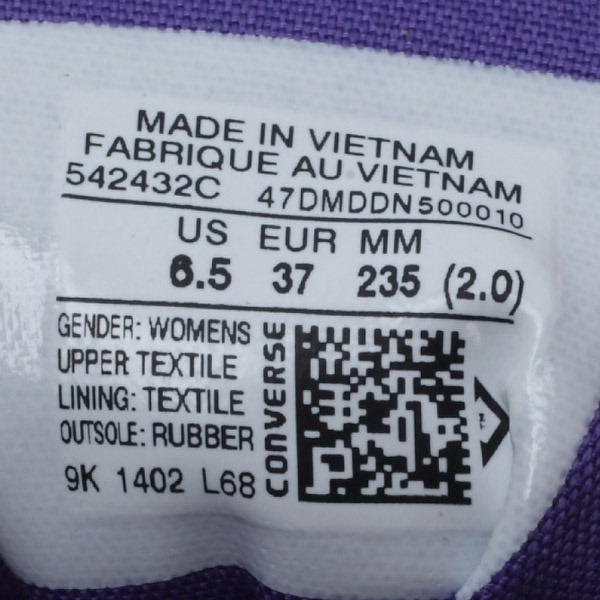 MADE IN VIETNAM
FABRIQUE AU VIETNAM
542432C 47DMDDN500010
US EUR MM
6.5 37 235 (2.0)
GENDER: WOMENS
UPPER TEXTILE
LINING: TEXTILE
OUTSOLE: RUBBER
9K 1402 L68
CONVERSE